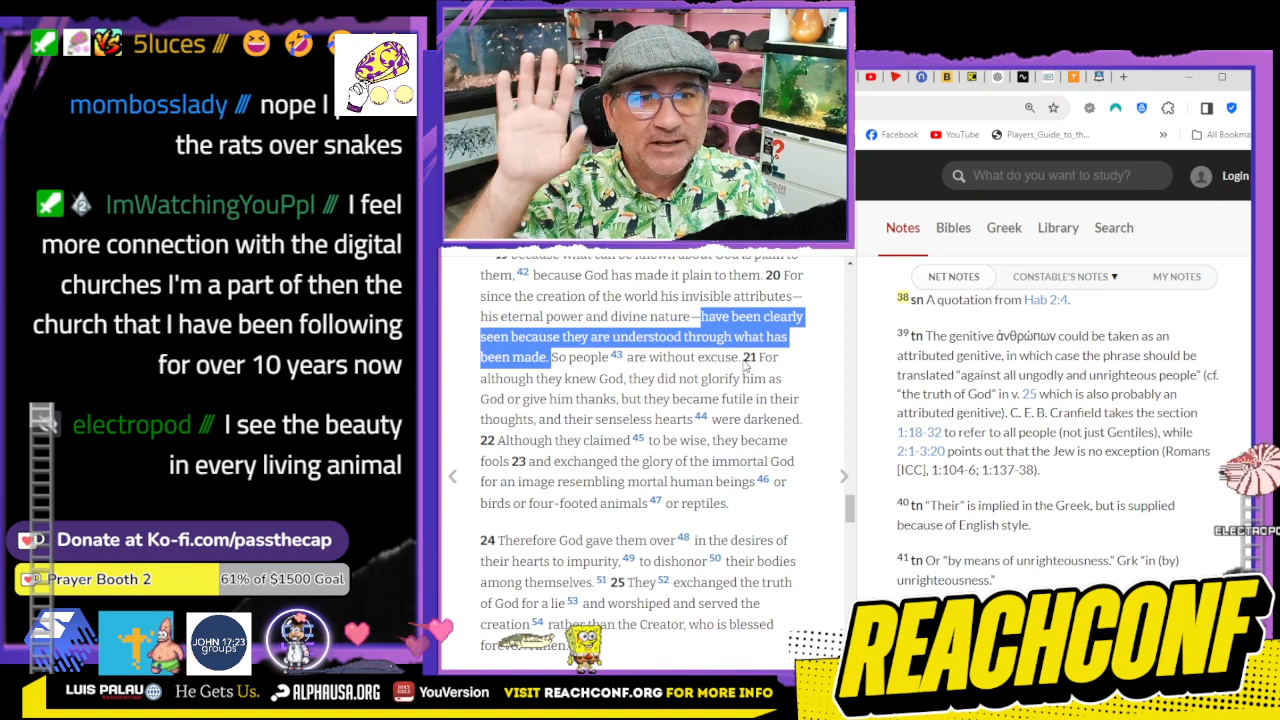 5luces ///
mombosslady /// nope I
the rats over snakes
ImWatchingYouPpl /// I feel
more connection with the digital
churches I'm a part of then the
church that I have been following
for over 10 years now
electropod /// I see the beauty
in every living animal
Donate at Ko-fi.com/passthecap
Prayer Booth 2 61% of $1500 Goal
JOHN 17:23
groups
them, 42 because God has made it plain to them. 20 For
since the creation of the world his invisible attributes—
his eternal power and divine nature—have been clearly
seen because they are understood through what has
been made. So people 43 are without excuse. 21 For
although they knew God, they did not glorify him as
God or give him thanks, but they became futile in their
thoughts, and their senseless hearts 44 were darkened.
22 Although they claimed 45 to be wise, they became
fools 23 and exchanged the glory of the immortal God
for an image resembling mortal human beings 46 or
birds or four-footed animals 47 or reptiles.
24 Therefore God gave them over 48 in the desires of
their hearts to impurity, 49 to dishonor 50 their bodies
among themselves. 51 25 They 52 exchanged the truth
of God for a lie 53 and worshiped and served the
creation 54 rather than the Creator, who is blessed
Facebook YouTube Players_Guide_to_th... » All Bookma
What do you want to study? Login
Notes Bibles Greek Library Search
NET NOTES CONSTABLE'S NOTES ▼ MY NOTES
38 sn A quotation from Hab 2:4.
39 tn The genitive ἀνθρώπων could be taken as an
attributed genitive, in which case the phrase should be
translated “against all ungodly and unrighteous people” (cf.
“the truth of God” in v. 25 which is also probably an
attributed genitive). C. E. B. Cranfield takes the section
1:18-32 to refer to all people (not just Gentiles), while
2:1-3:20 points out that the Jew is no exception (Romans
[ICC], 1:104-6; 1:137-38).
40 tn “Their” is implied in the Greek, but is supplied
because of English style.
41 tn Or “by means of unrighteousness.” Grk “in (by)
unrighteousness.”
ELECTROPO
REACHCONF
LUIS PALAU He Gets Us. ALPHAUSA.ORG HOLY BIBLE YouVersion VISIT REACHCONF.ORG FOR MORE INFO